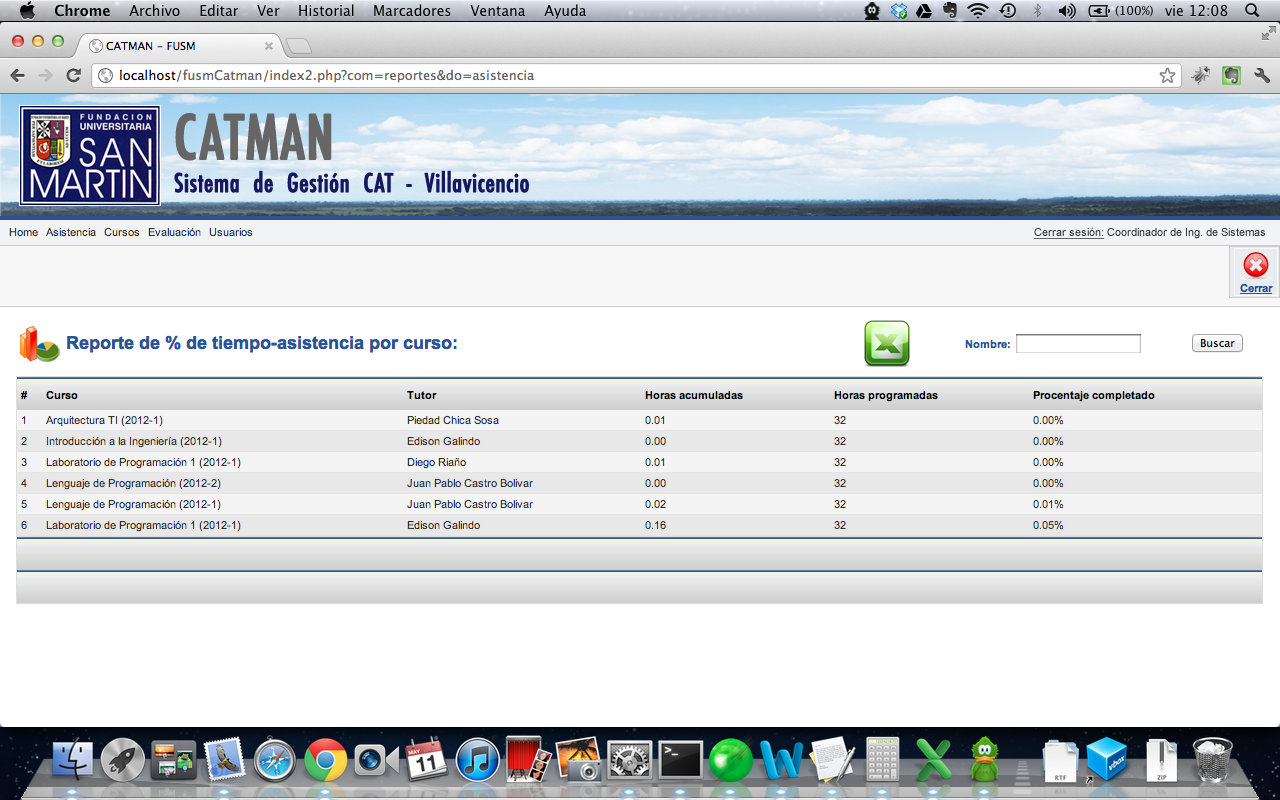 Chrome Archivo Editar Ver Historial Marcadores Ventana Ayuda (100%) vie 12:08
CATMAN – FUSM
localhost/fusmCatman/index2.php?com=reportes&do=asistencia
FUNDACION
UNIVERSITARIA
SAN
MARTIN
CATMAN
Sistema de Gestión CAT - Villavicencio
Home Asistencia Cursos Evaluación Usuarios Cerrar sesión: Coordinador de Ing. de Sistemas
Cerrar
Reporte de % de tiempo-asistencia por curso: Nombre: Buscar
# Curso Tutor Horas acumuladas Horas programadas Procentaje completado
1 Arquitectura TI (2012-1) Piedad Chica Sosa 0.01 32 0.00%
2 Introducción a la Ingeniería (2012-1) Edison Galindo 0.00 32 0.00%
3 Laboratorio de Programación 1 (2012-1) Diego Riaño 0.01 32 0.00%
4 Lenguaje de Programación (2012-2) Juan Pablo Castro Bolivar 0.00 32 0.00%
5 Lenguaje de Programación (2012-1) Juan Pablo Castro Bolivar 0.02 32 0.01%
6 Laboratorio de Programación 1 (2012-1) Edison Galindo 0.16 32 0.05%
MAY
11
RTF
vbox
ZIP